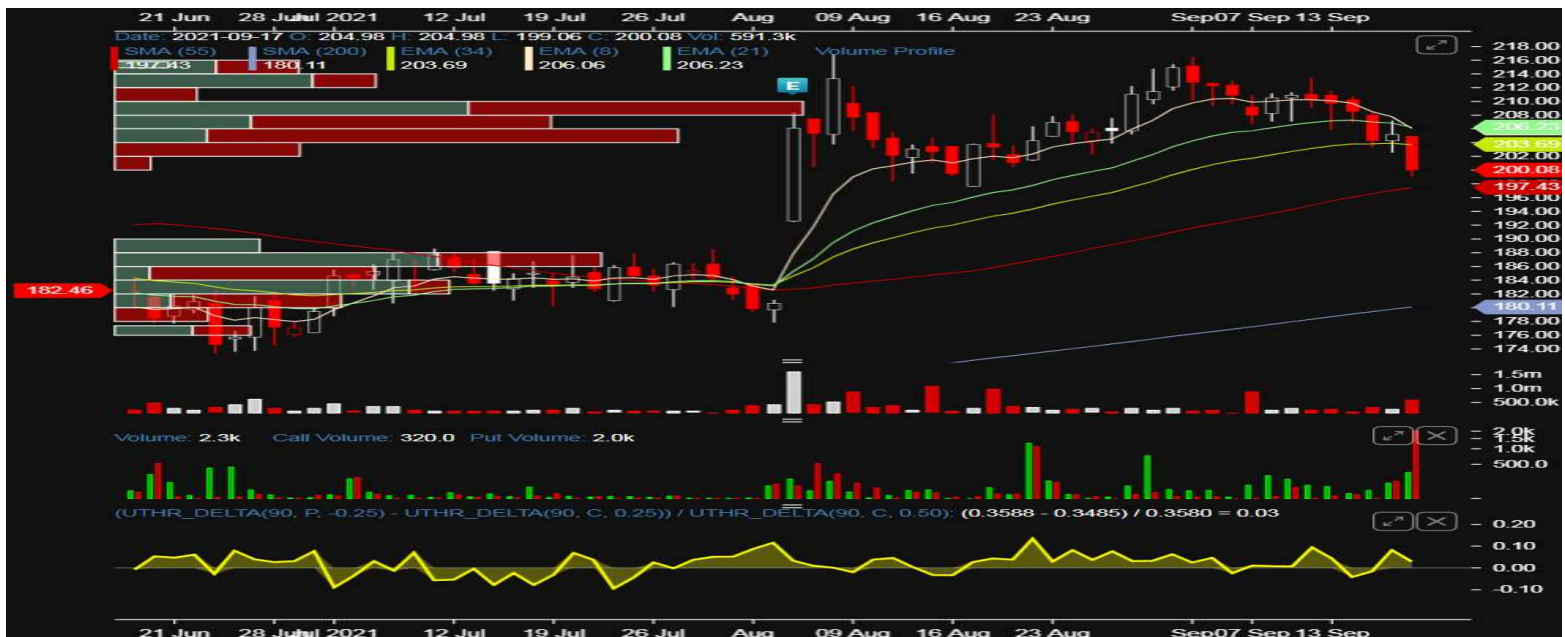 21 Jun 28 Jun Jul 2021 12 Jul 19 Jul 26 Jul Aug 09 Aug 16 Aug 23 Aug Sep 07 Sep 13 Sep
Date: 2021-09-17 O: 204.98 H: 204.98 L: 199.06 C: 200.08 Vol: 591.3k
SMA (55) SMA (200) EMA (34) EMA (8) EMA (21) Volume Profile
197.43 180.11 203.69 206.06 206.23
E
218.00
216.00
214.00
212.00
210.00
208.00
206.23
203.69
202.00
200.08
197.43
196.00
194.00
192.00
190.00
188.00
186.00
184.00
182.46
182.00
180.11
178.00
176.00
174.00
1.5m
1.0m
500.0k
Volume: 2.3k Call Volume: 320.0 Put Volume: 2.0k
2.0k
1.5k
1.0k
500.0
(UTHR_DELTA(90, P, -0.25) - UTHR_DELTA(90, C, 0.25)) / UTHR_DELTA(90, C, 0.50): (0.3588 - 0.3485) / 0.3580 = 0.03
0.20
0.10
0.00
-0.10
21 Jun 28 Jun Jul 2021 12 Jul 19 Jul 26 Jul Aug 09 Aug 16 Aug 23 Aug Sep 07 Sep 13 Sep